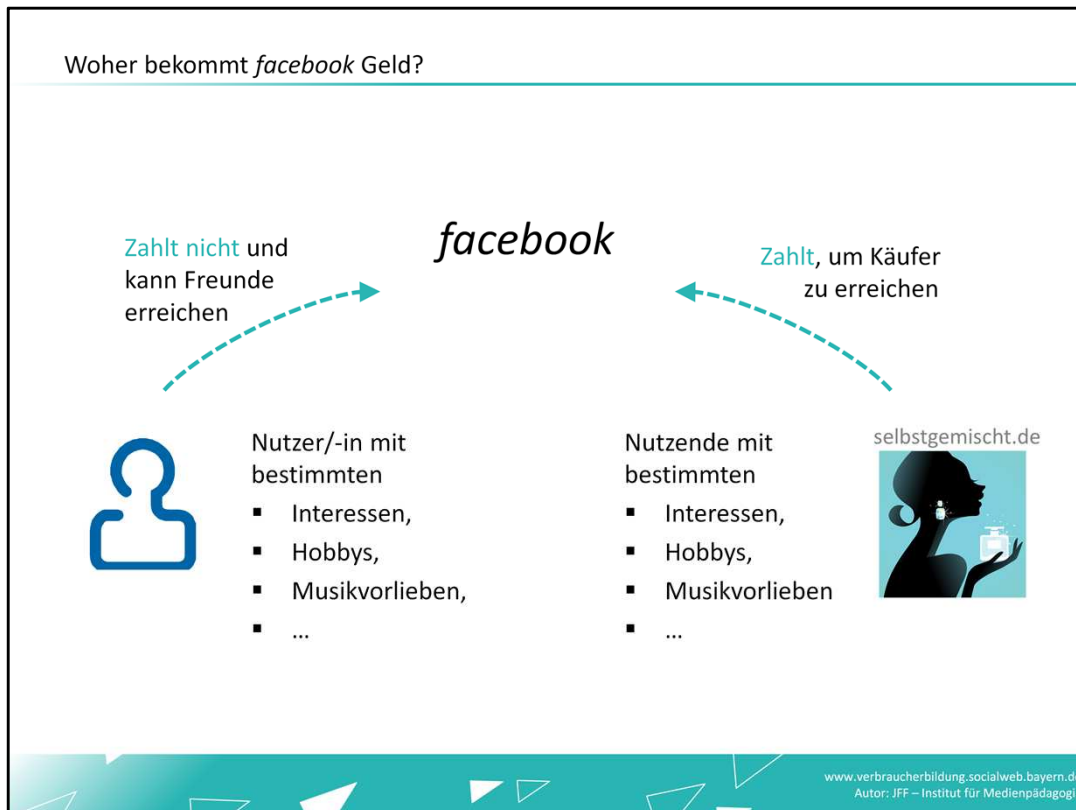 Woher bekommt facebook Geld?
facebook
Zahlt nicht und
kann Freunde
erreichen
Zahlt, um Käufer
zu erreichen
Nutzer/-in mit
bestimmten
▪ Interessen,
▪ Hobbys,
▪ Musikvorlieben,
▪ ...
Nutzende mit
bestimmten
▪ Interessen,
▪ Hobbys,
▪ Musikvorlieben
▪ ...
selbstgemischt.de
www.verbraucherbildung.socialweb.bayern.de
Autor: JFF – Institut für Medienpädagogi